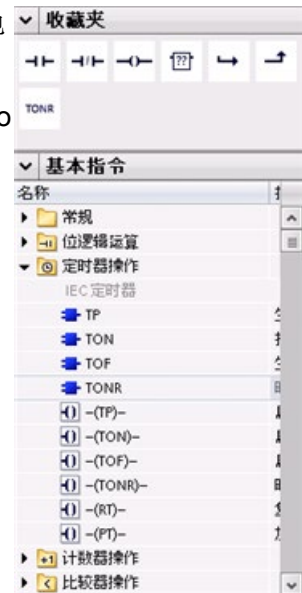 收藏夹
??
TONR
基本指令
名称
常规
位逻辑运算
定时器操作
IEC 定时器
TP
TON
TOF
TONR
-(TP)-
-(TON)-
-(TOF)-
-(TONR)-
-(RT)-
-(PT)-
+1 计数器操作
比较器操作